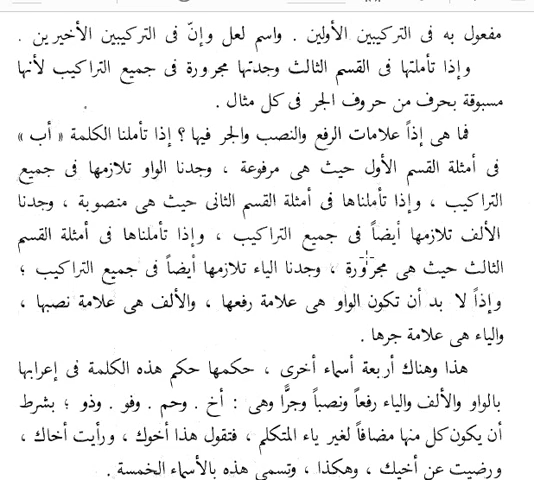 مفعول به فى التركيبين الأولين . واسم لعل وإنّ فى التركيبين الأخيرين .
وإذا تأملتها فى القسم الثالث وجدتها مجرورة فى جميع التراكيب لأنها
مسبوقة بحرف من حروف الجر فى كل مثال .
فما هى إذاً علامات الرفع والنصب والجر فيها ؟ إذا تأملنا الكلمة « أب »
فى أمثلة القسم الأول حيث هى مرفوعة ، وجدنا الواو تلازمها فى جميع
التراكيب ، وإذا تأملناها فى أمثلة القسم الثانى حيث هى منصوبة ، وجدنا
الألف تلازمها أيضاً فى جميع التراكيب ، وإذا تأملناها فى أمثلة القسم
الثالث حيث هى مجرورة ، وجدنا الياء تلازمها أيضاً فى جميع التراكيب ؛
وإذاً لا بد أن تكون الواو هى علامة رفعها ، والألف هى علامة نصبها ،
والياء هى علامة جرها .
هذا وهناك أربعة أسماء أخرى ، حكمها حكم هذه الكلمة فى إعرابها
بالواو والألف والياء رفعاً ونصباً وجرًّا وهى : أخ . وحم . وفو . وذو ؛ بشرط
أن يكون كل منها مضافاً لغير ياء المتكلم ، فتقول هذا أخوك ، ورأيت أخاك ،
ورضيت عن أخيك ، وهكذا ، وتسمى هذه بالأسماء الخمسة .